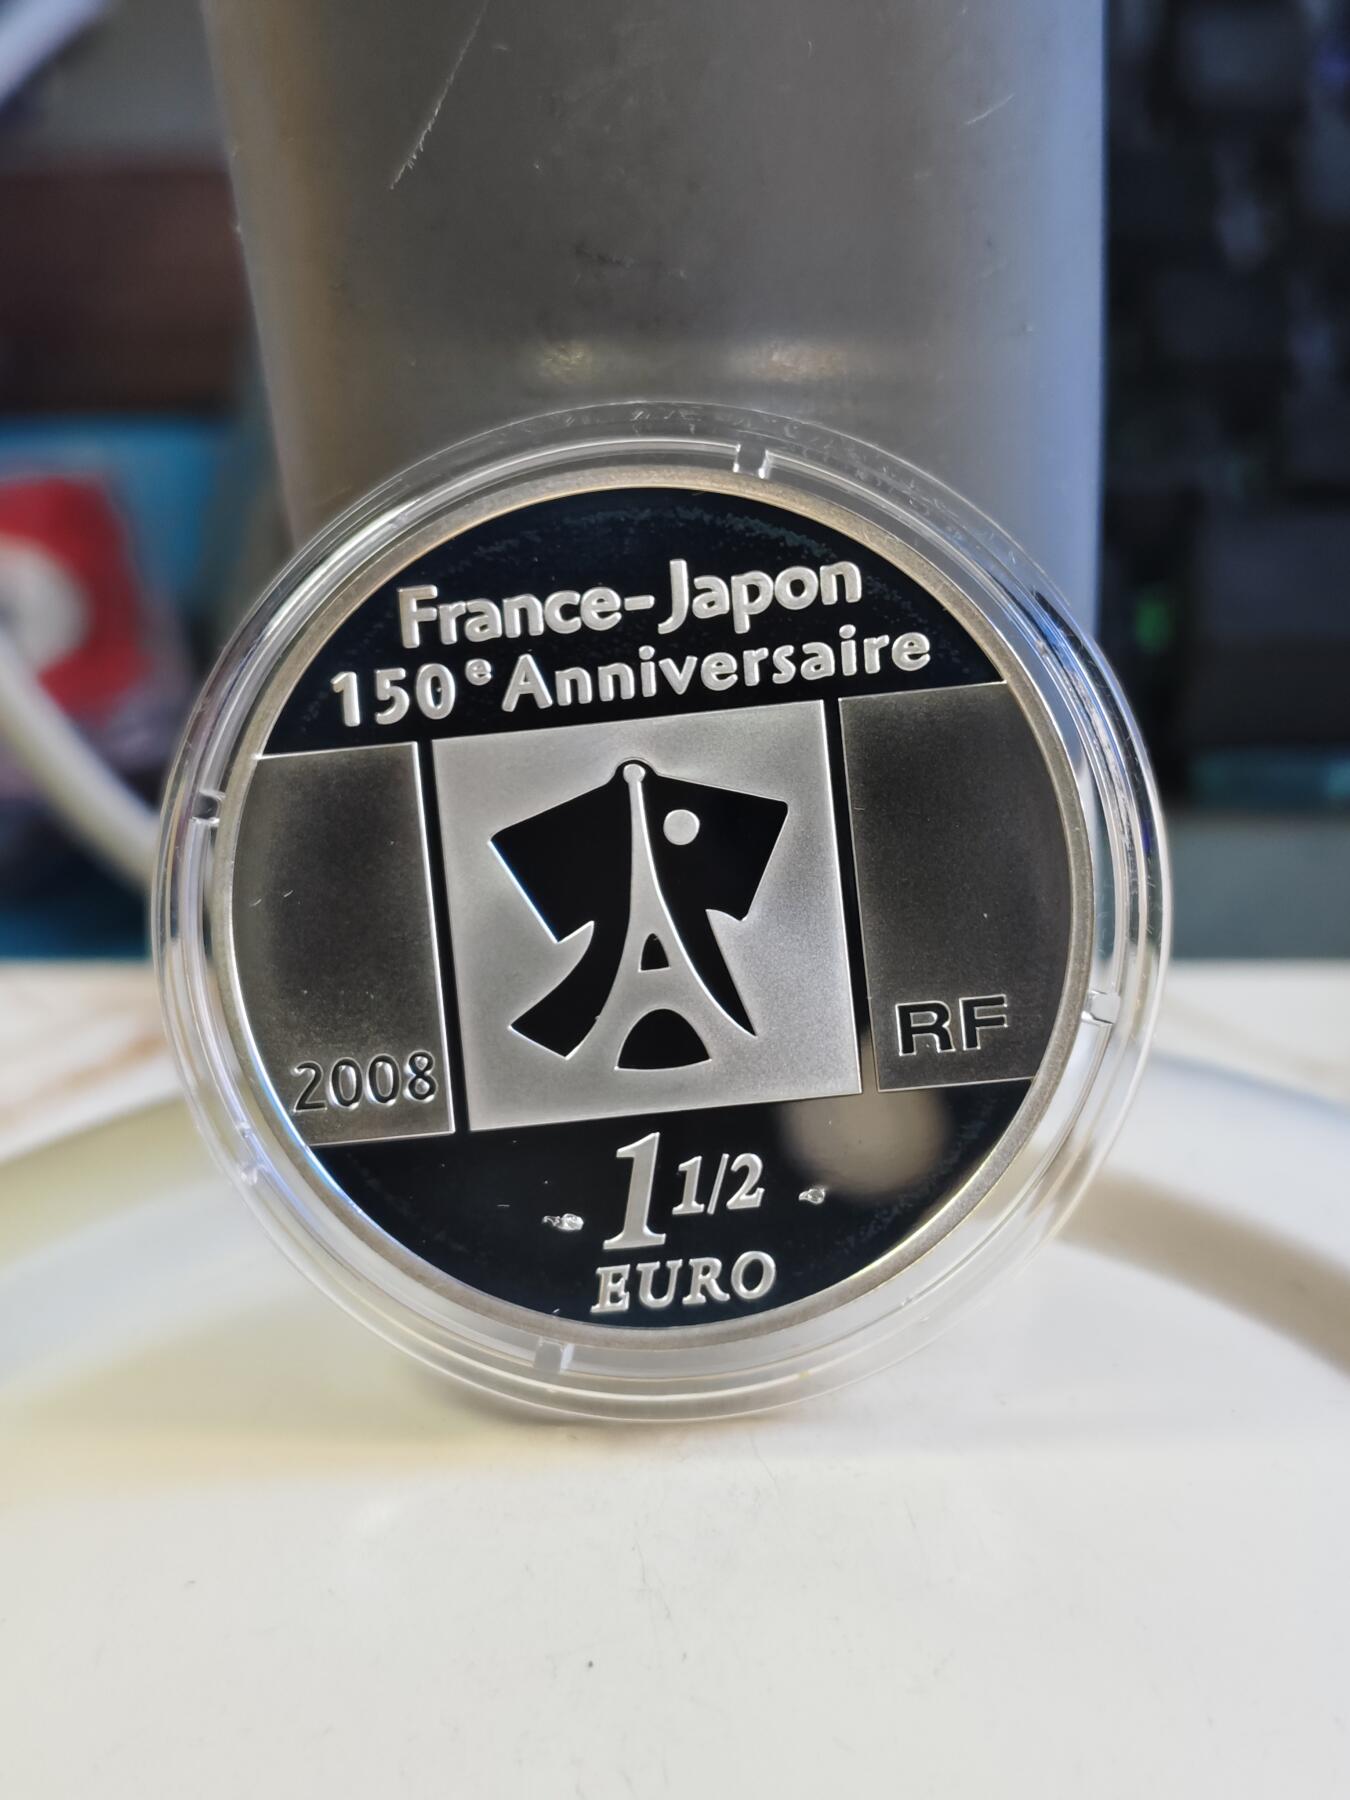 France-Japon
150e Anniversaire
2008
RF
1 1/2
EURO